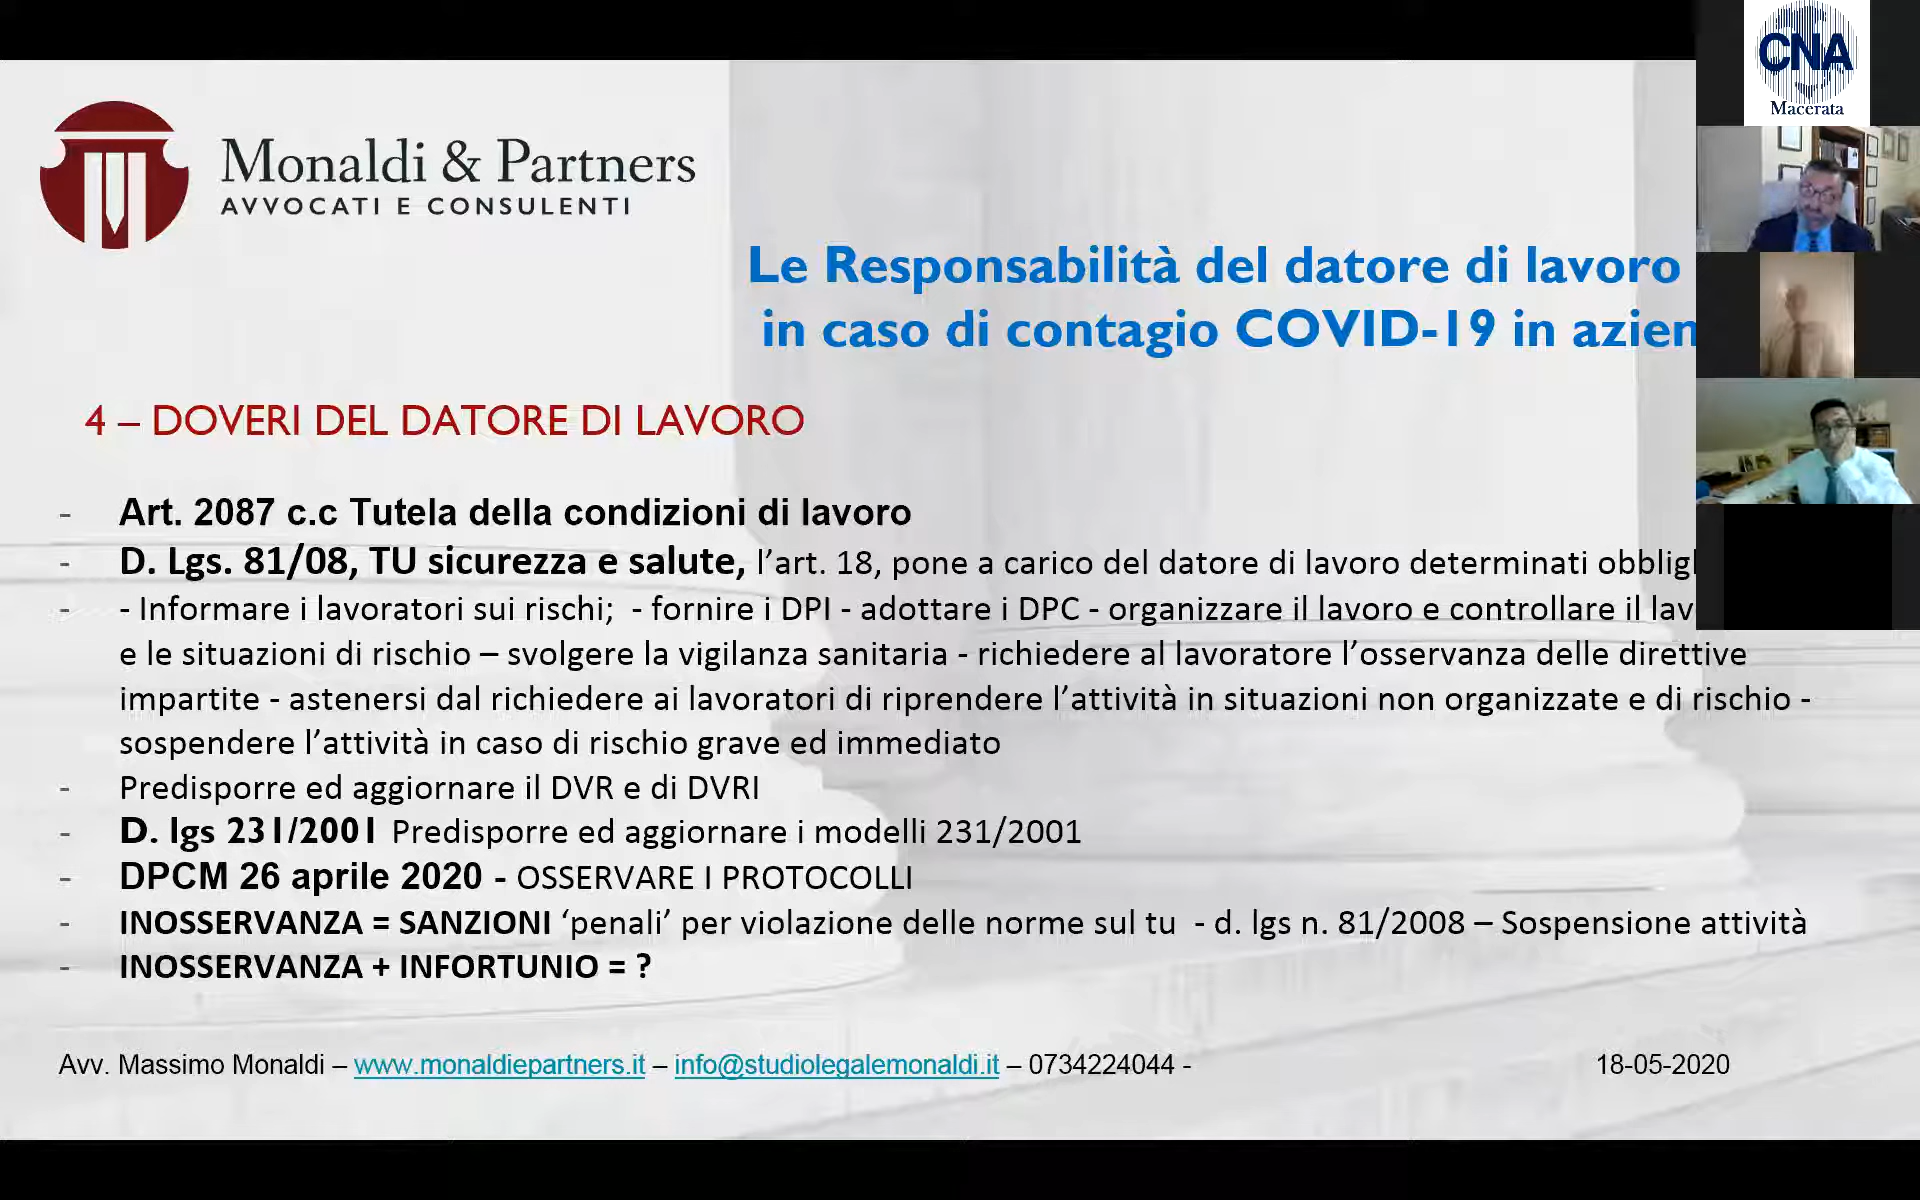 CNA
Macerata
Monaldi & Partners
AVVOCATI E CONSULENTI
Le Responsabilità del datore di lavoro
in caso di contagio COVID-19 in azien
4 – DOVERI DEL DATORE DI LAVORO
- Art. 2087 c.c Tutela della condizioni di lavoro
- D. Lgs. 81/08, TU sicurezza e salute, l’art. 18, pone a carico del datore di lavoro determinati obbligh
- - Informare i lavoratori sui rischi; - fornire i DPI - adottare i DPC - organizzare il lavoro e controllare il lav
e le situazioni di rischio – svolgere la vigilanza sanitaria - richiedere al lavoratore l’osservanza delle direttive
impartite - astenersi dal richiedere ai lavoratori di riprendere l’attività in situazioni non organizzate e di rischio -
sospendere l’attività in caso di rischio grave ed immediato
- Predisporre ed aggiornare il DVR e di DVRI
- D. lgs 231/2001 Predisporre ed aggiornare i modelli 231/2001
- DPCM 26 aprile 2020 - OSSERVARE I PROTOCOLLI
- INOSSERVANZA = SANZIONI ‘penali’ per violazione delle norme sul tu - d. lgs n. 81/2008 – Sospensione attività
- INOSSERVANZA + INFORTUNIO = ?
Avv. Massimo Monaldi – www.monaldiepartners.it – info@studiolegalemonaldi.it – 0734224044 -
18-05-2020